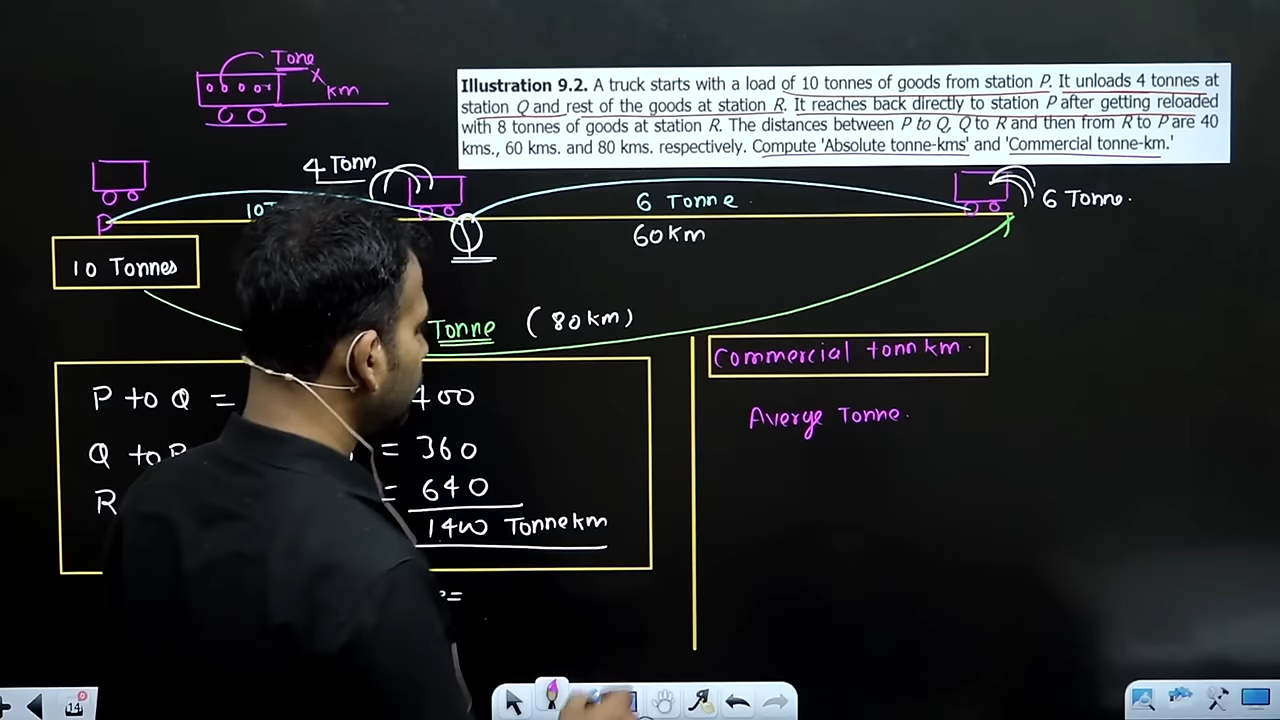 Tone
x
km
Illustration 9.2. A truck starts with a load of 10 tonnes of goods from station P. It unloads 4 tonnes at
station Q and rest of the goods at station R. It reaches back directly to station P after getting reloaded
with 8 tonnes of goods at station R. The distances between P to Q, Q to R and then from R to P are 40
kms., 60 kms. and 80 kms. respectively. Compute 'Absolute tonne-kms' and 'Commercial tonne-km.'
4 Tonn
P
10T
6 Tonne
6 Tonne.
60km
10 Tonnes
Tonne (80km)
Commercial tonn km.
Averye Tonne.
P to Q = 400
Q to R = 360
R = 640
1400 Tonnekm
=
14